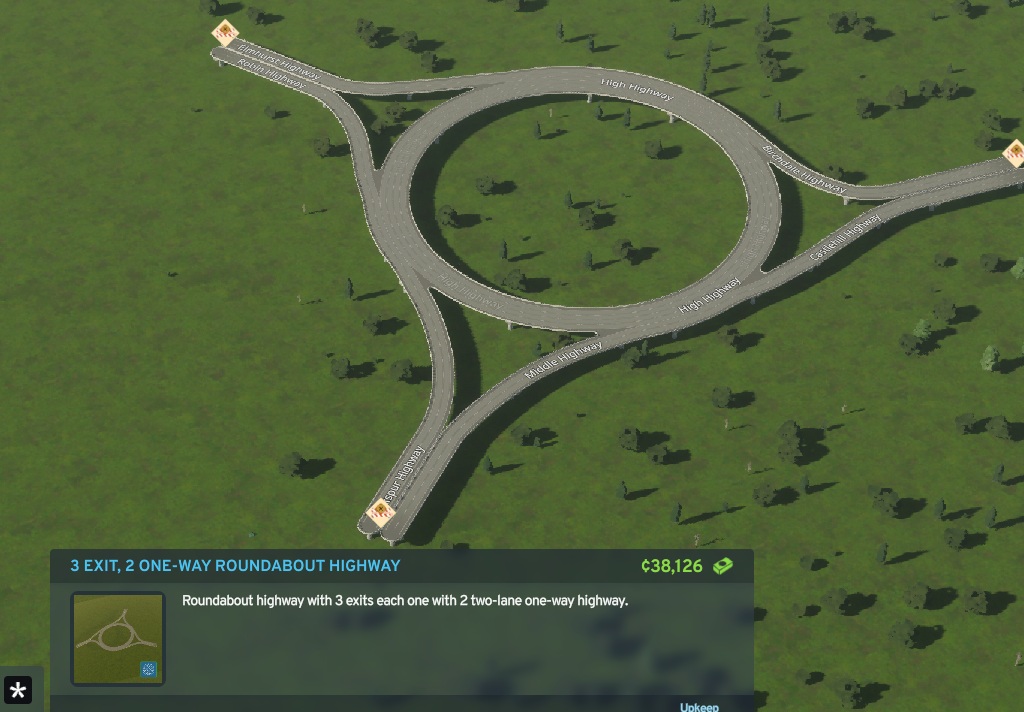 Elmhurst Highway
Robin Highway
High Highway
Birchdale Highway
Castlehill Highway
High Highway
Middle Highway
Highway
3 EXIT, 2 ONE-WAY ROUNDABOUT HIGHWAY
₵38,126
Roundabout highway with 3 exits each one with 2 two-lane one-way highway.
Upkeep